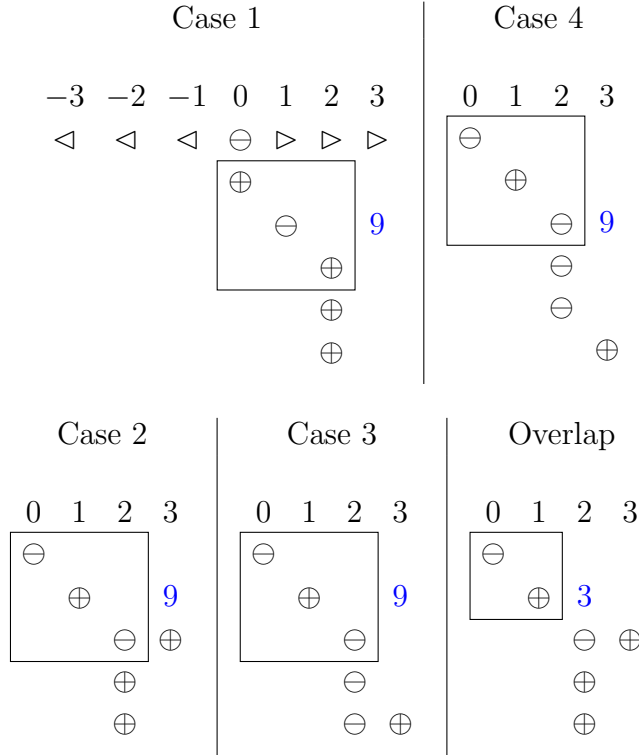 Case 1
−3 −2 −1 0 1 2 3
◁ ◁ ◁ ⊖ ▷ ▷ ▷
⊕
⊖ 9
⊕
⊕
⊕
Case 4
0 1 2 3
⊖
⊕
⊖ 9
⊖
⊖
⊕
Case 2
0 1 2 3
⊖
⊕ 9
⊖ ⊕
⊕
⊕
Case 3
0 1 2 3
⊖
⊕ 9
⊖
⊖
⊖ ⊕
Overlap
0 1 2 3
⊖
⊕ 3
⊖ ⊕
⊕
⊕